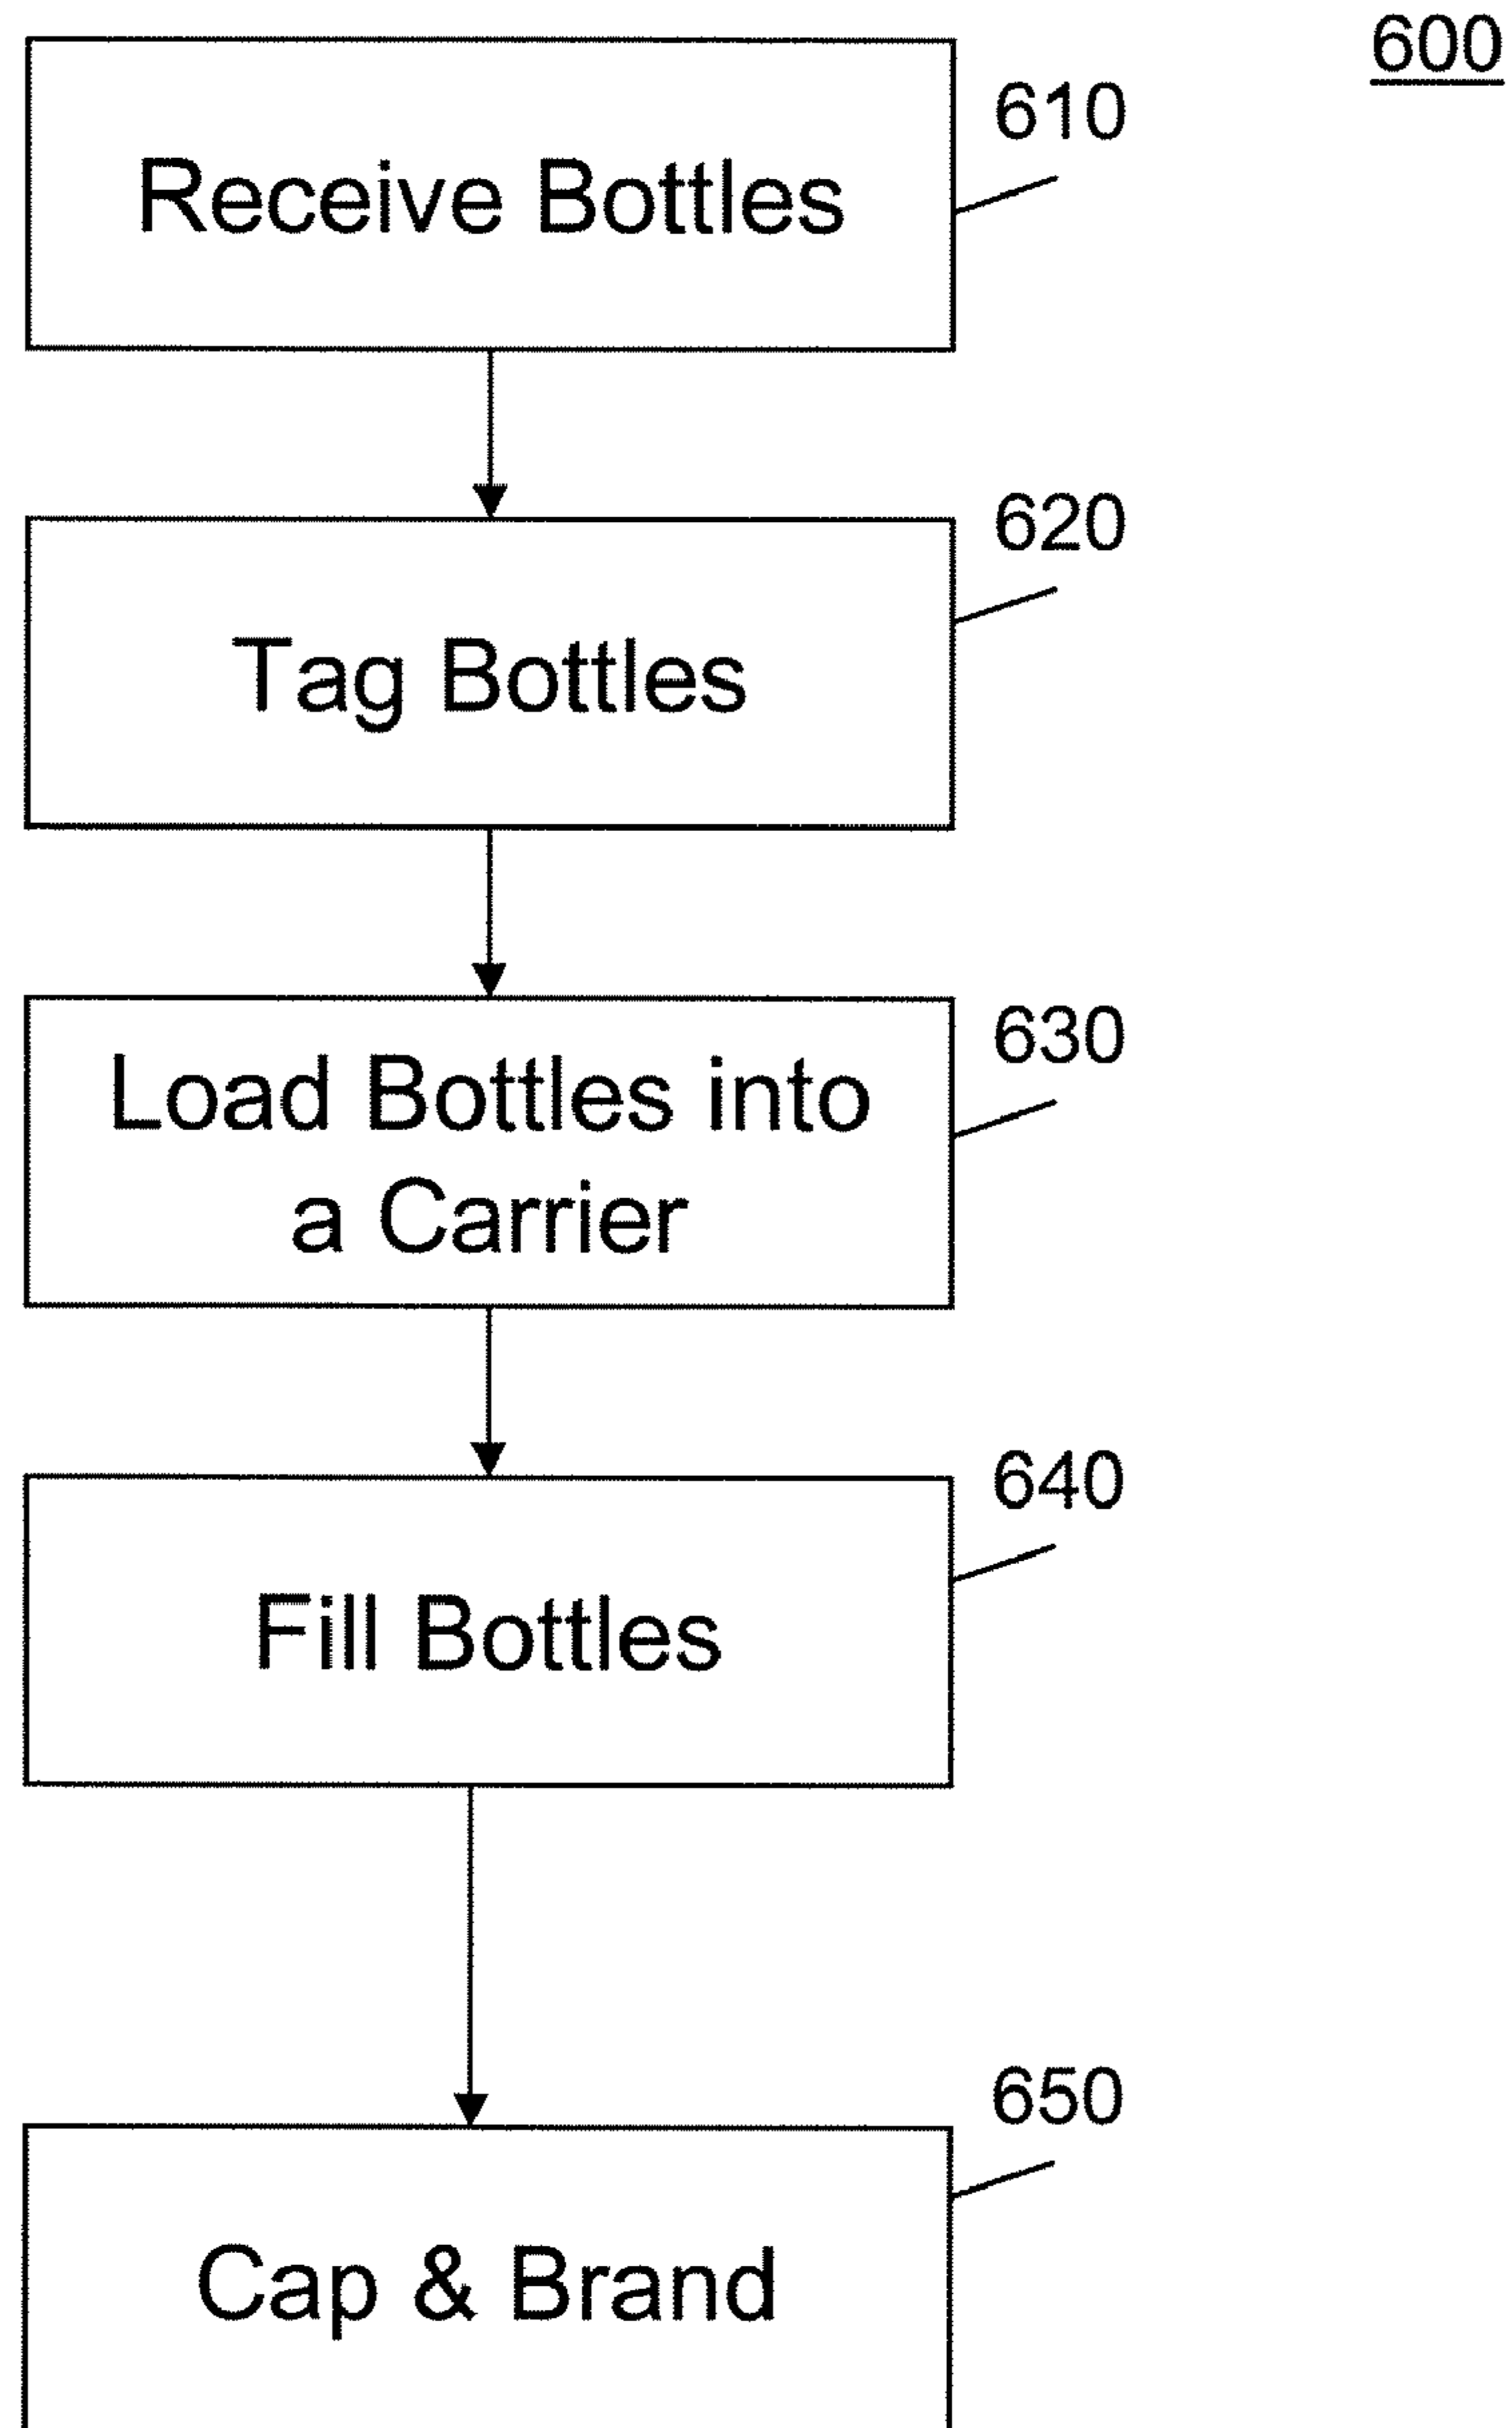 600
610
Receive Bottles
620
Tag Bottles
630
Load Bottles into
a Carrier
640
Fill Bottles
650
Cap & Brand